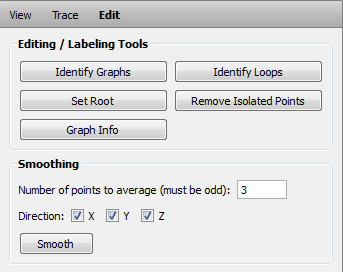 View Trace Edit
Editing / Labeling Tools
Identify Graphs Identify Loops
Set Root Remove Isolated Points
Graph Info
Smoothing
Number of points to average (must be odd): 3
Direction: X Y Z
Smooth